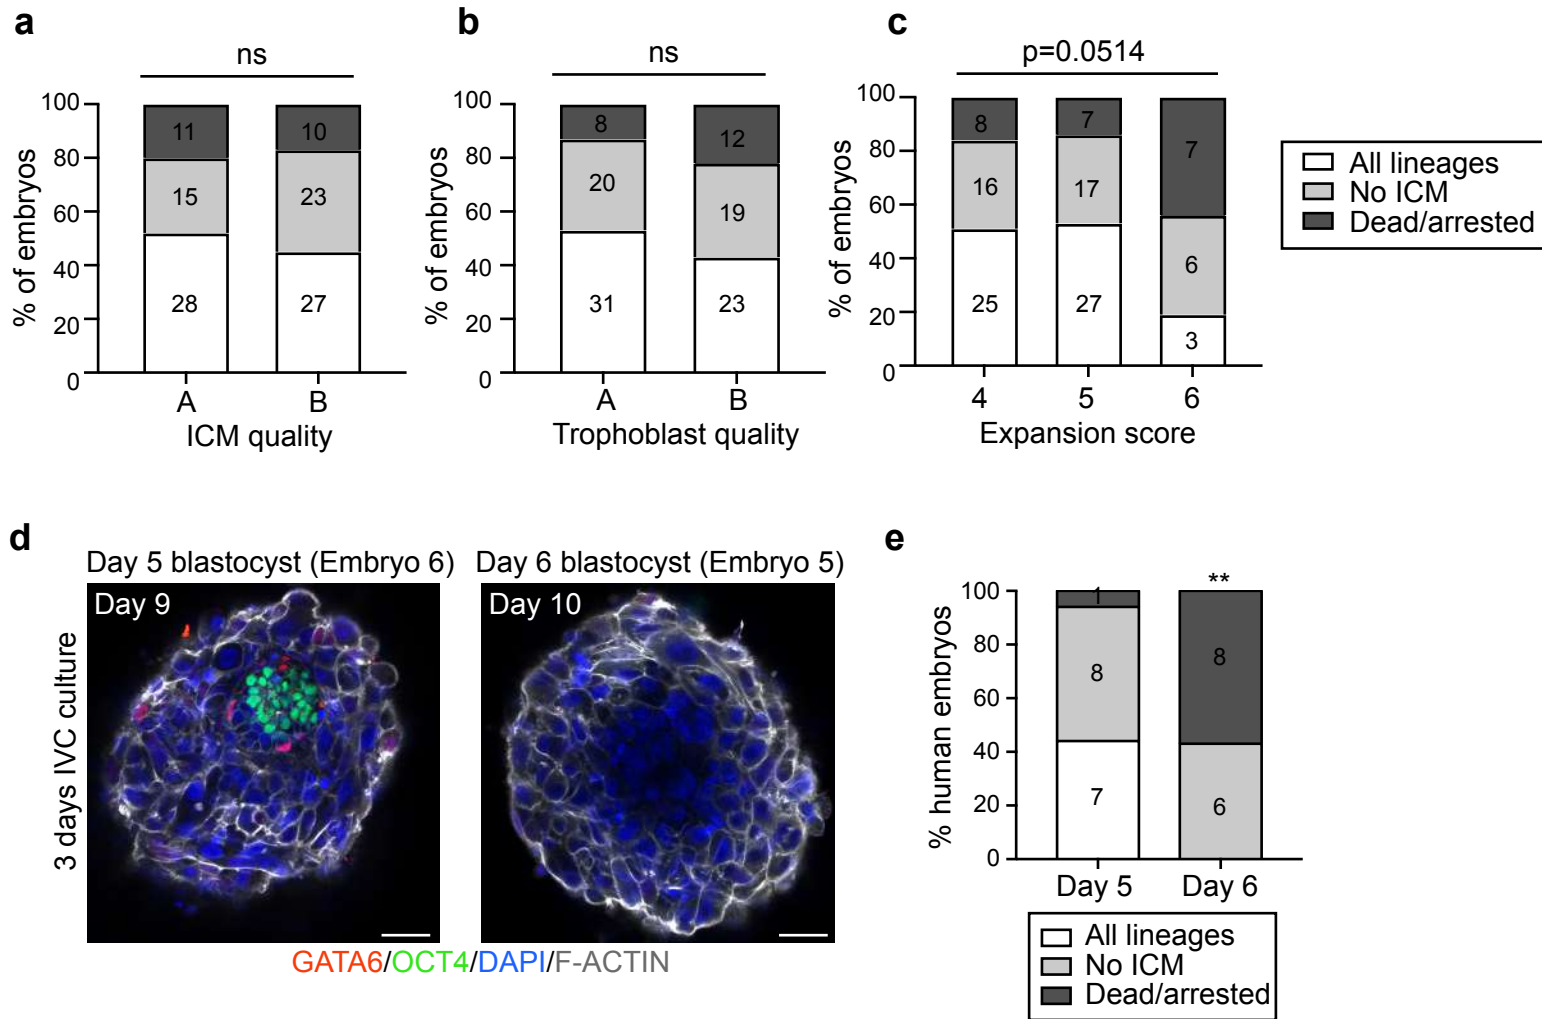 a
ns
100
80
60
40
20
0
% of embryos
11
15
28
10
23
27
A
B
ICM quality
b
ns
100
80
60
40
20
0
% of embryos
8
20
31
12
19
23
A
B
Trophoblast quality
c
p=0.0514
100
80
60
40
20
0
% of embryos
8
16
25
7
17
27
7
6
3
4
5
6
Expansion score
All lineages
No ICM
Dead/arrested
d
Day 5 blastocyst (Embryo 6)
Day 6 blastocyst (Embryo 5)
Day 9
Day 10
3 days IVC culture
GATA6/OCT4/DAPI/F-ACTIN
e
**
100
80
60
40
20
0
% human embryos
1
8
7
8
6
Day 5
Day 6
All lineages
No ICM
Dead/arrested